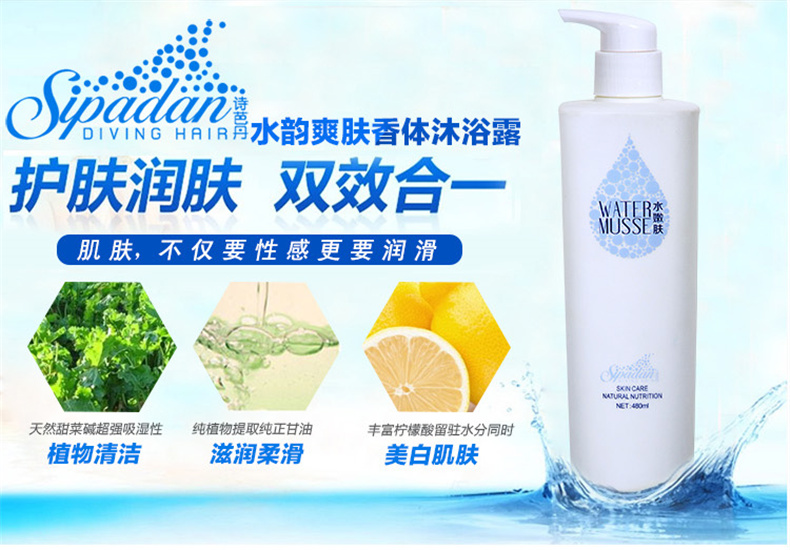 Sipadan
诗芭丹
DIVING HAIR
水韵爽肤香体沐浴露
护肤润肤 双效合一
肌肤,不仅要性感更要润滑
天然甜菜碱超强吸湿性
植物清洁
纯植物提取纯正甘油
滋润柔滑
丰富柠檬酸留驻水分同时
美白肌肤
WATER
MUSSE
水嫩肤
Sipadan
SKIN CARE
NATURAL NUTRITION
NET:480ml